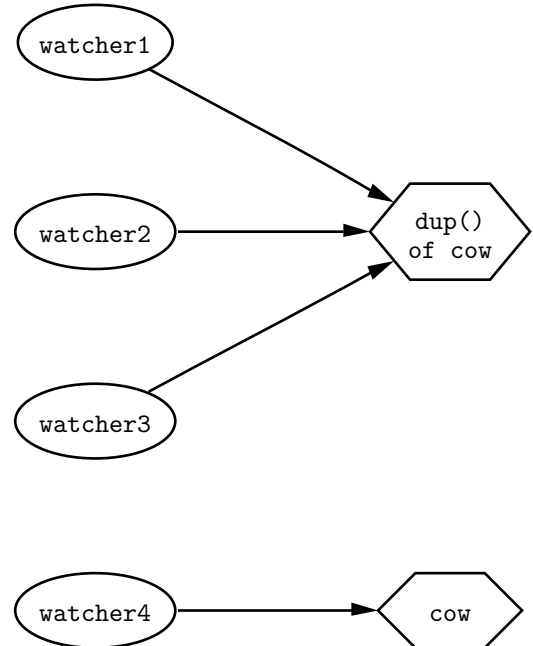 watcher1
watcher2
dup()
of cow
watcher3
watcher4
cow